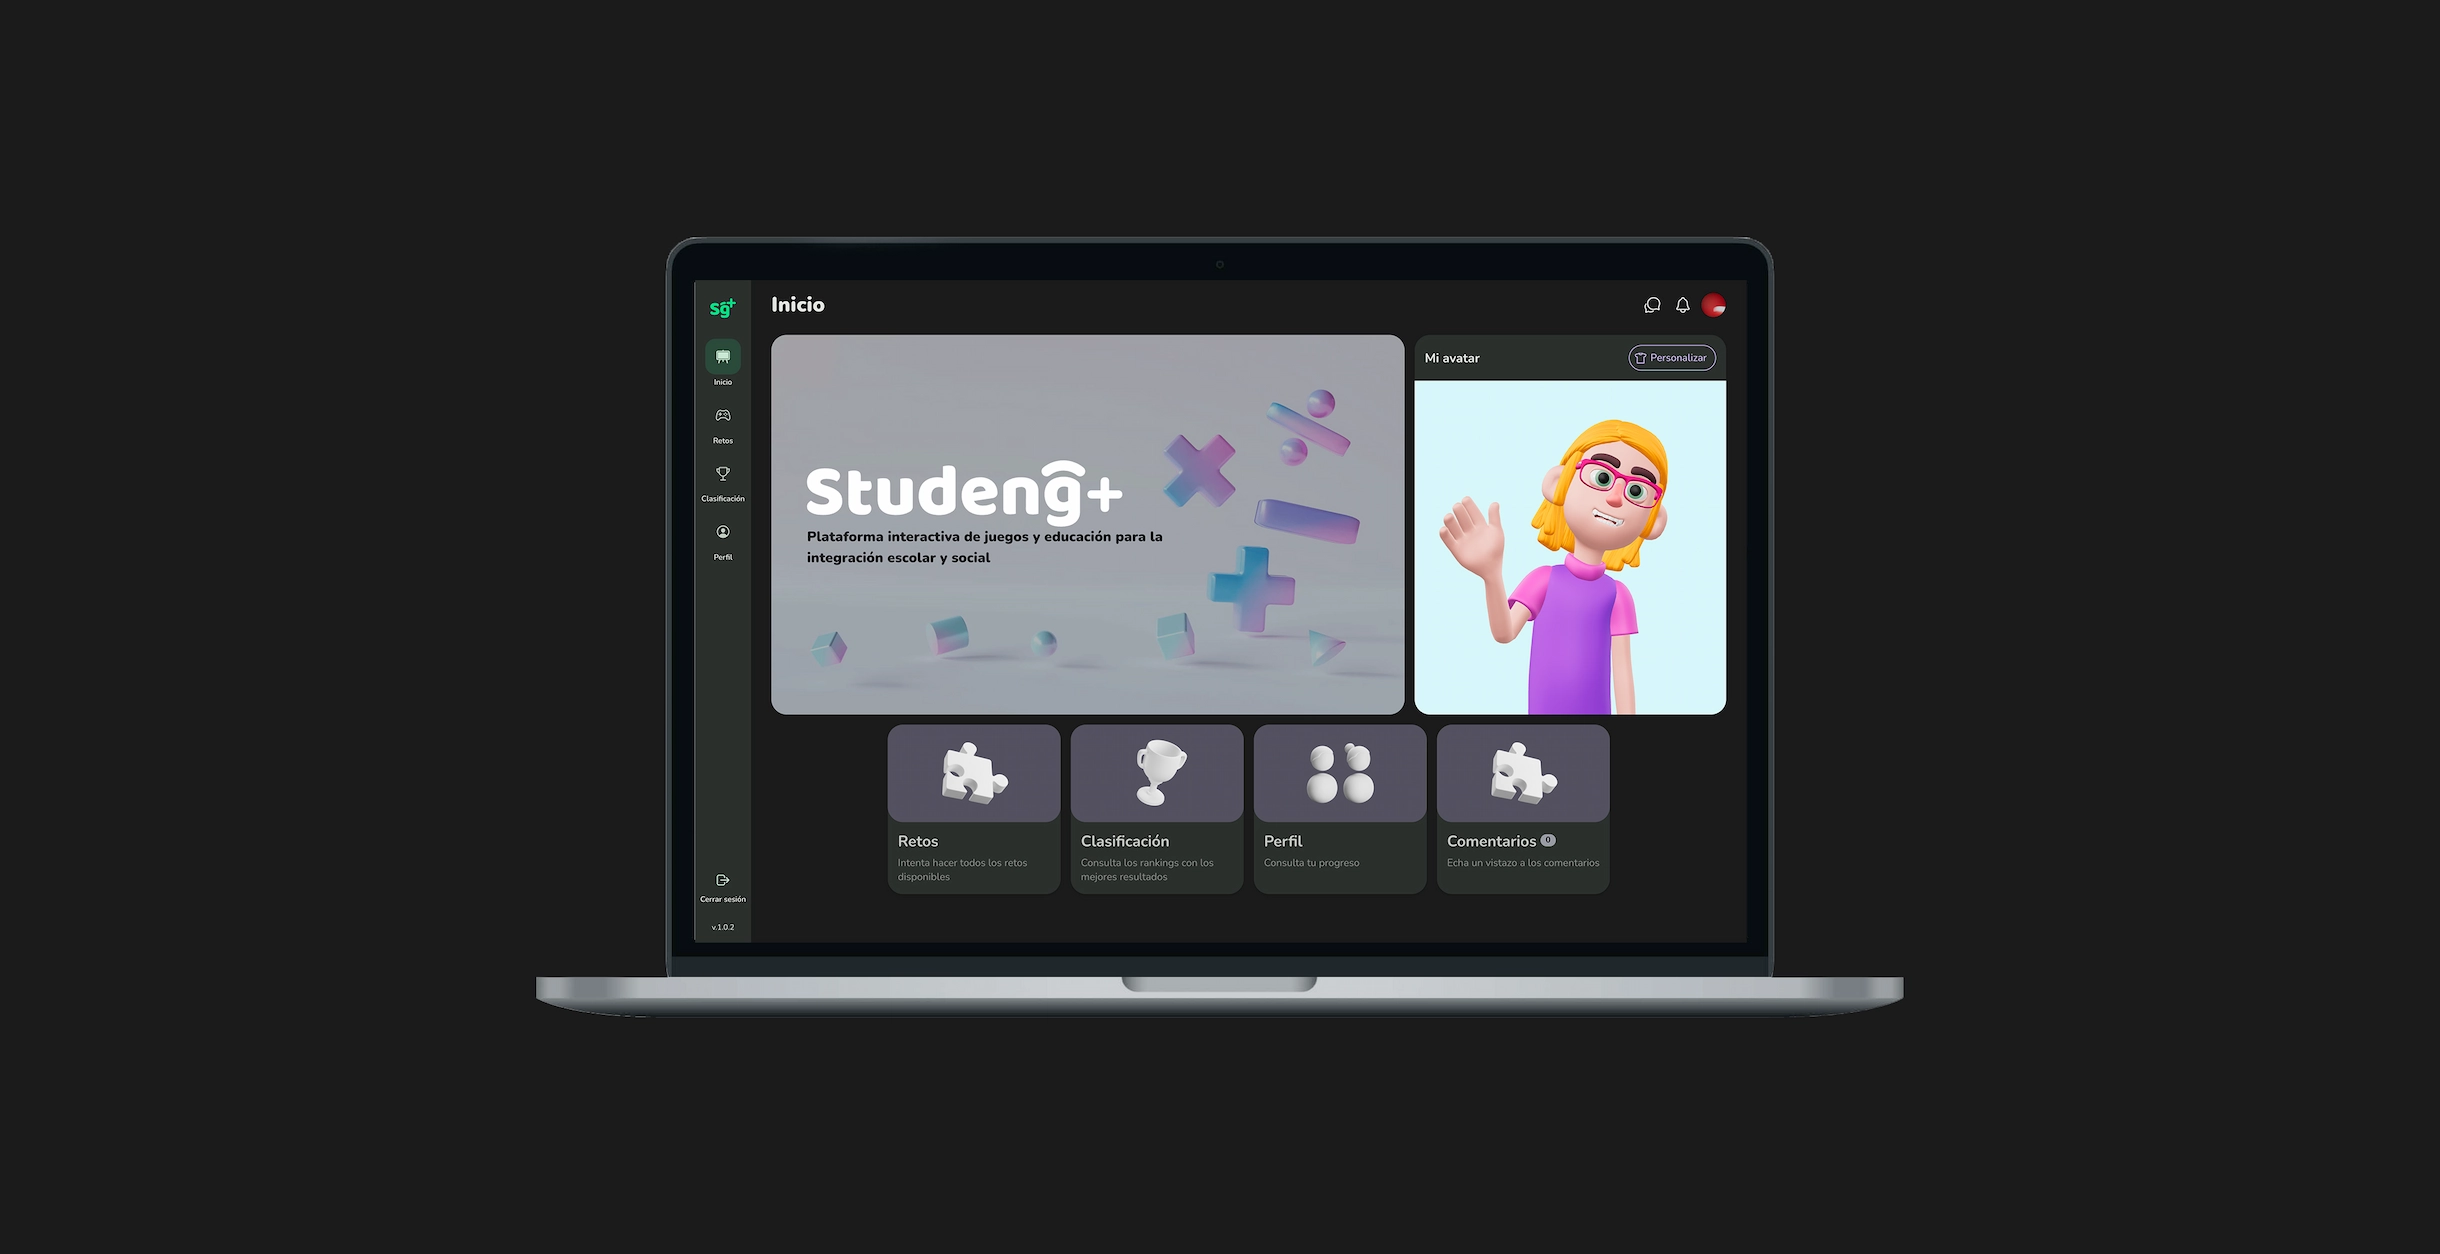 sg+
Inicio
Retos
Clasificación
Perfil
Cerrar sesión
v.1.0.2
Inicio
Studeng+
Plataforma interactiva de juegos y educación para la
integración escolar y social
Mi avatar
Personalizar
Retos
Intenta hacer todos los retos
disponibles
Clasificación
Consulta los rankings con los
mejores resultados
Perfil
Consulta tu progreso
Comentarios 0
Echa un vistazo a los comentarios